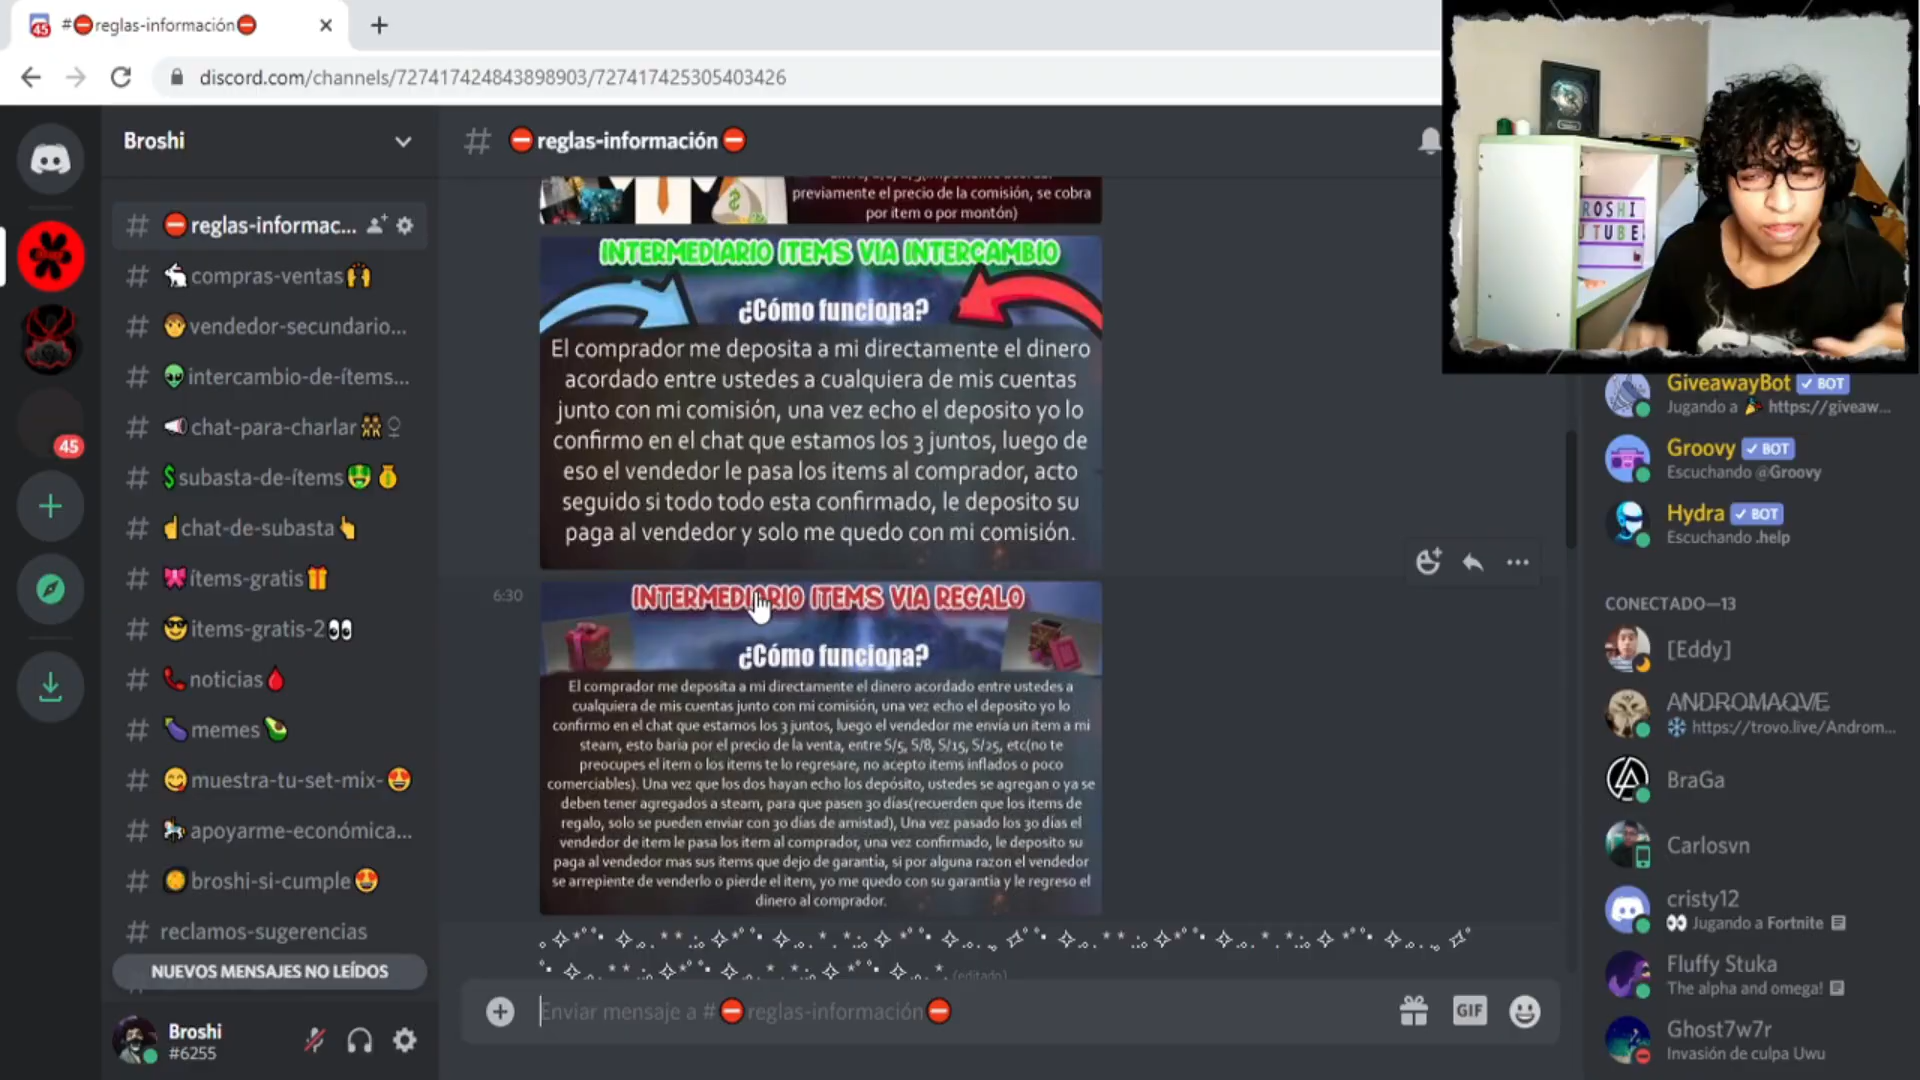 #⛔reglas-información⛔
discord.com/channels/727417424843898903/727417425305403426
Broshi
⛔reglas-informac...
compras-ventas
vendedor-secundario...
intercambio-de-ítems...
chat-para-charlar
$subasta-de-ítems
chat-de-subasta
ítems-gratis
items-gratis-2
noticias
memes
muestra-tu-set-mix-
apoyarme-económica...
broshi-si-cumple
reclamos-sugerencias
NUEVOS MENSAJES NO LEÍDOS
45
Broshi
#6255
⛔reglas-información⛔
previamente el precio de la comisión, se cobra
por item o por montón)
INTERMEDIARIO ITEMS VIA INTERCAMBIO
¿Cómo funciona?
El comprador me deposita a mi directamente el dinero
acordado entre ustedes a cualquiera de mis cuentas
junto con mi comisión, una vez echo el deposito yo lo
confirmo en el chat que estamos los 3 juntos, luego de
eso el vendedor le pasa los items al comprador, acto
seguido si todo todo esta confirmado, le deposito su
paga al vendedor y solo me quedo con mi comisión.
6:30
INTERMEDIARIO ITEMS VIA REGALO
¿Cómo funciona?
El comprador me deposita a mi directamente el dinero acordado entre ustedes a
cualquiera de mis cuentas junto con mi comisión, una vez echo el deposito yo lo
confirmo en el chat que estamos los 3 juntos, luego el vendedor me envía un item a mi
steam, esto baria por el precio de la venta, entre S/5, S/8, S/15, S/25, etc(no te
preocupes el item o los items te lo regresare, no acepto items inflados o poco
comerciables). Una vez que los dos hayan echo los depósito, ustedes se agregan o ya se
deben tener agregados a steam, para que pasen 30 días(recuerden que los items de
regalo, solo se pueden enviar con 30 días de amistad), Una vez pasado los 30 días el
vendedor de item le pasa los item al comprador, una vez confirmado, le deposito su
paga al vendedor mas sus items que dejo de garantía, si por alguna razon el vendedor
se arrepiente de venderlo o pierde el item, yo me quedo con su garantia y le regreso el
dinero al comprador.
(editado)
Enviar mensaje a #⛔reglas-información⛔
GIF
ROSHI
UTUBE
GiveawayBot ✓ BOT
Jugando a 🎉 https://giveaw...
Groovy ✓ BOT
Escuchando @Groovy
Hydra ✓ BOT
Escuchando .help
CONECTADO—13
[Eddy]
ANDROMAQVE
https://trovo.live/Androm...
BraGa
Carlosvn
cristy12
Jugando a Fortnite
Fluffy Stuka
The alpha and omega!
Ghost7w7r
Invasión de culpa Uwu